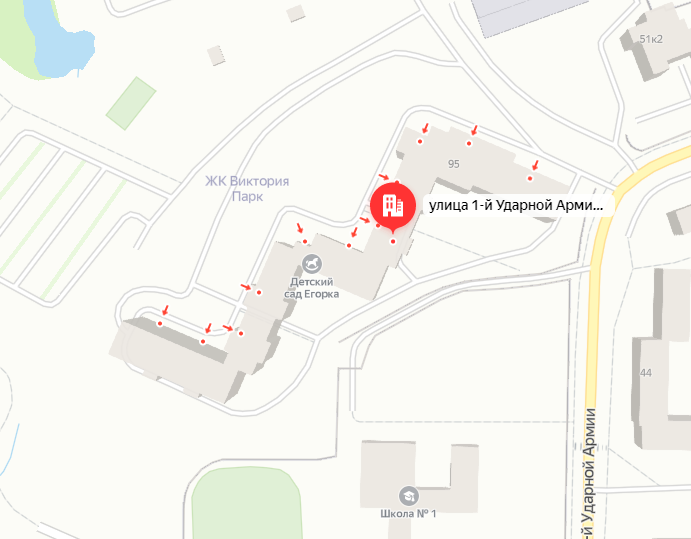 51к2
95
ЖК Виктория
Парк
улица 1-й Ударной Арми...
Детский
сад Егорка
44
-й Ударной Армии
Школа № 1